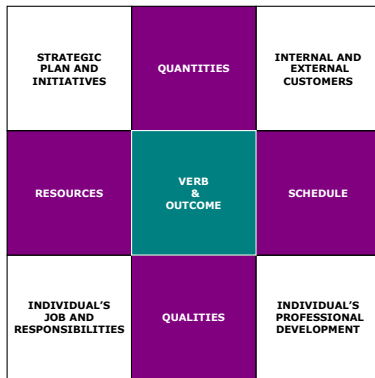 STRATEGIC
PLAN AND
INITIATIVES
QUANTITIES
INTERNAL AND
EXTERNAL
CUSTOMERS
RESOURCES
VERB
&
OUTCOME
SCHEDULE
INDIVIDUAL'S
JOB AND
RESPONSIBILITIES
QUALITIES
INDIVIDUAL'S
PROFESSIONAL
DEVELOPMENT